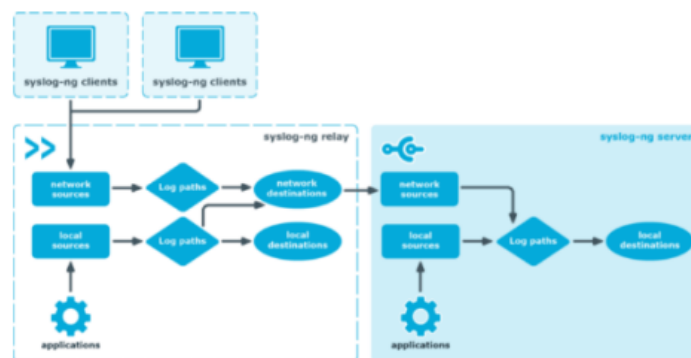 syslog-ng clients
syslog-ng clients
syslog-ng relay
network
sources
Log paths
network
destinations
local
sources
Log paths
local
destinations
applications
syslog-ng server
network
sources
local
sources
Log paths
local
destinations
applications